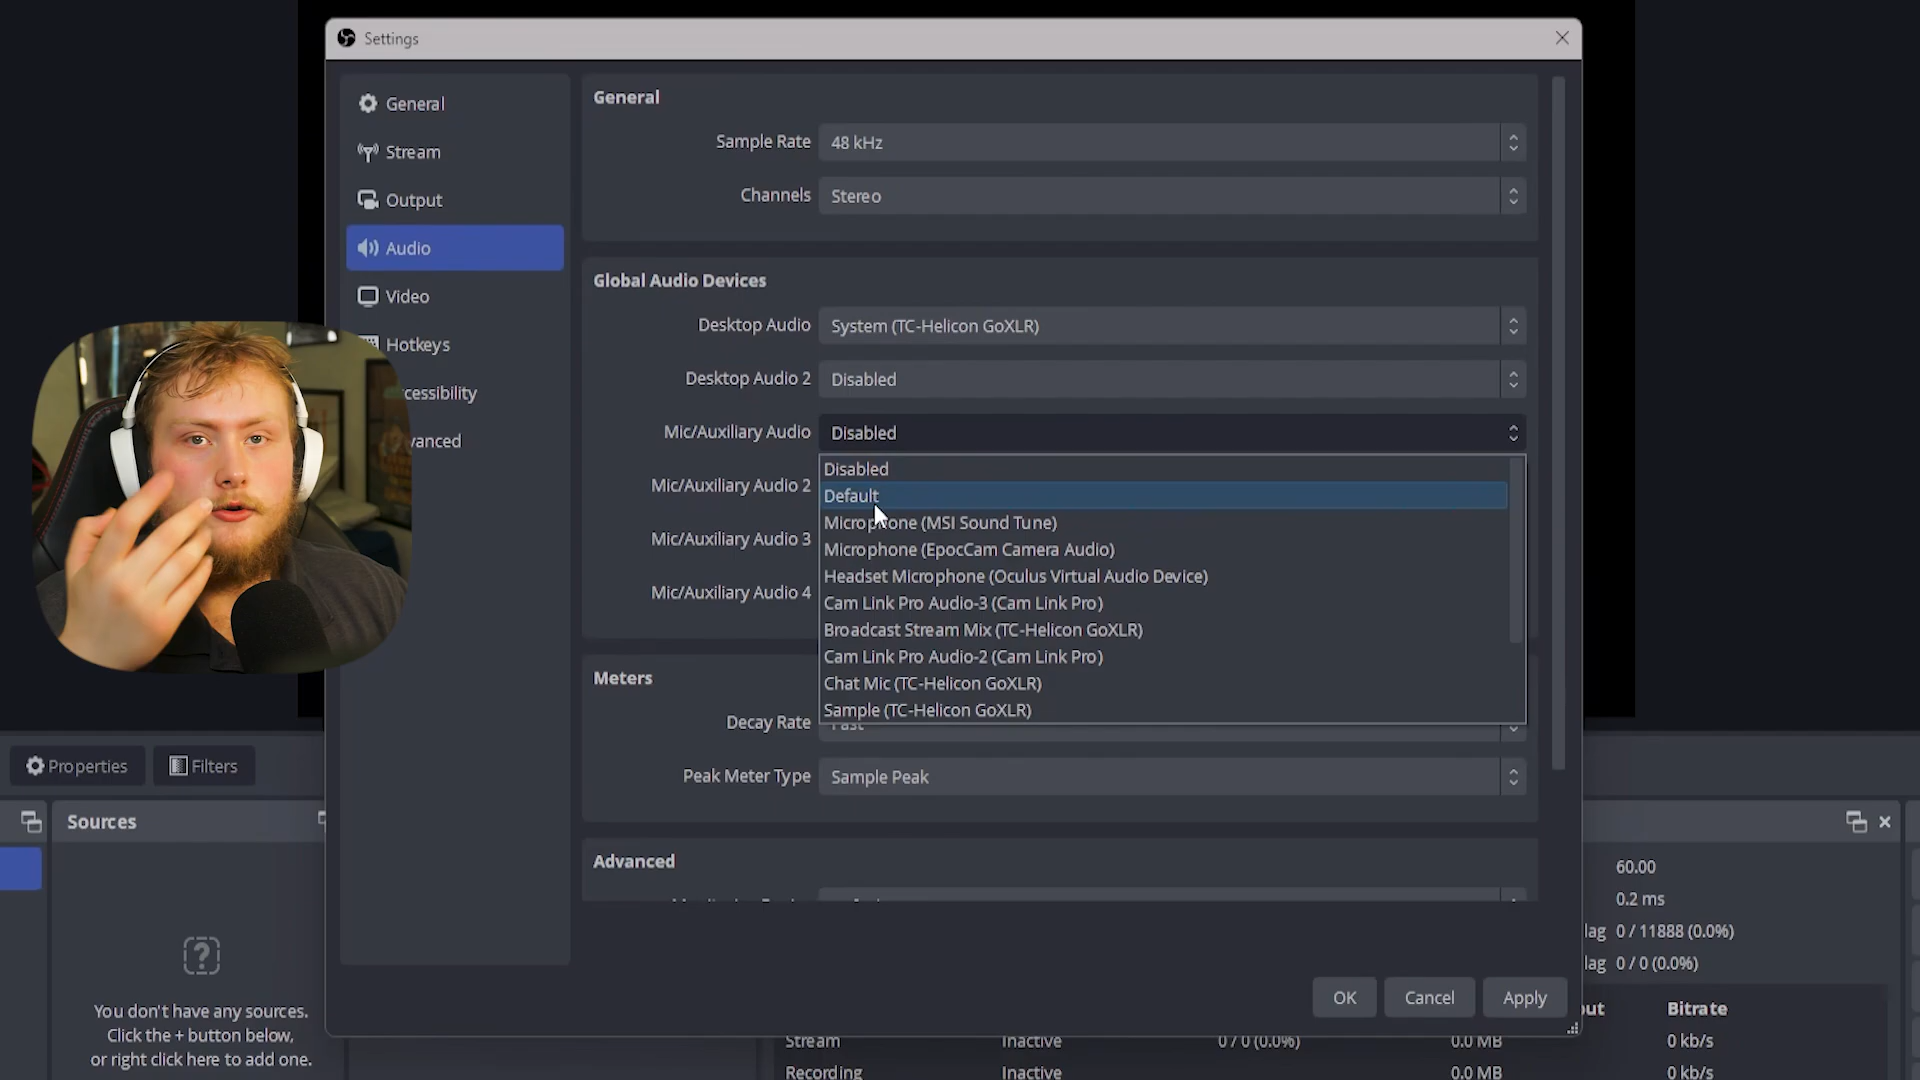 Settings
General
Stream
Output
Audio
Video
Hotkeys
cessibility
vanced
General
Sample Rate 48 kHz
Channels Stereo
Global Audio Devices
Desktop Audio System (TC-Helicon GoXLR)
Desktop Audio 2 Disabled
Mic/Auxiliary Audio Disabled
Mic/Auxiliary Audio 2
Mic/Auxiliary Audio 3
Mic/Auxiliary Audio 4
Disabled
Default
Microphone (MSI Sound Tune)
Microphone (EpocCam Camera Audio)
Headset Microphone (Oculus Virtual Audio Device)
Cam Link Pro Audio-3 (Cam Link Pro)
Broadcast Stream Mix (TC-Helicon GoXLR)
Cam Link Pro Audio-2 (Cam Link Pro)
Chat Mic (TC-Helicon GoXLR)
Sample (TC-Helicon GoXLR)
Meters
Decay Rate Fast
Peak Meter Type Sample Peak
Advanced
OK Cancel Apply
Properties Filters
Sources
You don't have any sources.
Click the + button below,
or right click here to add one.
60.00
0.2 ms
lag 0 / 11888 (0.0%)
lag 0 / 0 (0.0%)
ut Bitrate
Stream Inactive 0 / 0 (0.0%) 0.0 MB 0 kb/s
Recording Inactive 0.0 MB 0 kb/s